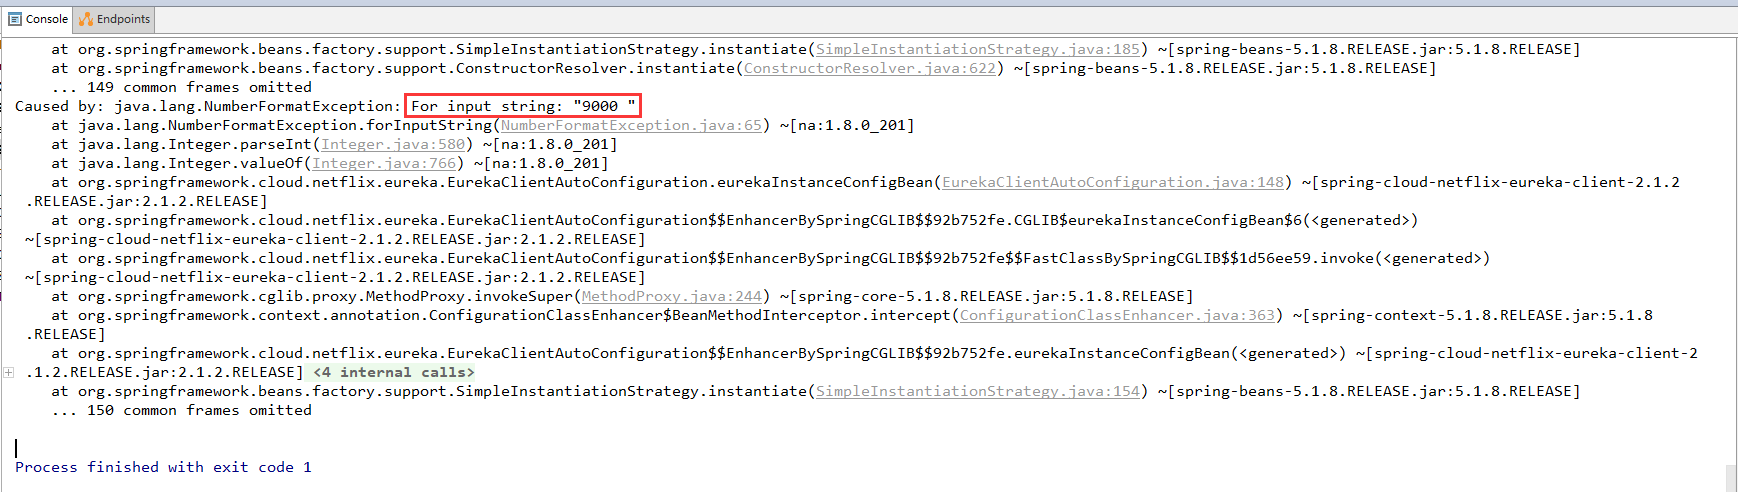 Console Endpoints
at org.springframework.beans.factory.support.SimpleInstantiationStrategy.instantiate(SimpleInstantiationStrategy.java:185) ~[spring-beans-5.1.8.RELEASE.jar:5.1.8.RELEASE]
at org.springframework.beans.factory.support.ConstructorResolver.instantiate(ConstructorResolver.java:622) ~[spring-beans-5.1.8.RELEASE.jar:5.1.8.RELEASE]
... 149 common frames omitted
Caused by: java.lang.NumberFormatException: For input string: "9000 "
at java.lang.NumberFormatException.forInputString(NumberFormatException.java:65) ~[na:1.8.0_201]
at java.lang.Integer.parseInt(Integer.java:580) ~[na:1.8.0_201]
at java.lang.Integer.valueOf(Integer.java:766) ~[na:1.8.0_201]
at org.springframework.cloud.netflix.eureka.EurekaClientAutoConfiguration.eurekaInstanceConfigBean(EurekaClientAutoConfiguration.java:148) ~[spring-cloud-netflix-eureka-client-2.1.2
.RELEASE.jar:2.1.2.RELEASE]
at org.springframework.cloud.netflix.eureka.EurekaClientAutoConfiguration$$EnhancerBySpringCGLIB$$92b752fe.CGLIB$eurekaInstanceConfigBean$6(<generated>)
~[spring-cloud-netflix-eureka-client-2.1.2.RELEASE.jar:2.1.2.RELEASE]
at org.springframework.cloud.netflix.eureka.EurekaClientAutoConfiguration$$EnhancerBySpringCGLIB$$92b752fe$$FastClassBySpringCGLIB$$1d56ee59.invoke(<generated>)
~[spring-cloud-netflix-eureka-client-2.1.2.RELEASE.jar:2.1.2.RELEASE]
at org.springframework.cglib.proxy.MethodProxy.invokeSuper(MethodProxy.java:244) ~[spring-core-5.1.8.RELEASE.jar:5.1.8.RELEASE]
at org.springframework.context.annotation.ConfigurationClassEnhancer$BeanMethodInterceptor.intercept(ConfigurationClassEnhancer.java:363) ~[spring-context-5.1.8.RELEASE.jar:5.1.8
.RELEASE]
at org.springframework.cloud.netflix.eureka.EurekaClientAutoConfiguration$$EnhancerBySpringCGLIB$$92b752fe.eurekaInstanceConfigBean(<generated>) ~[spring-cloud-netflix-eureka-client-2
.1.2.RELEASE.jar:2.1.2.RELEASE] <4 internal calls>
at org.springframework.beans.factory.support.SimpleInstantiationStrategy.instantiate(SimpleInstantiationStrategy.java:154) ~[spring-beans-5.1.8.RELEASE.jar:5.1.8.RELEASE]
... 150 common frames omitted
Process finished with exit code 1